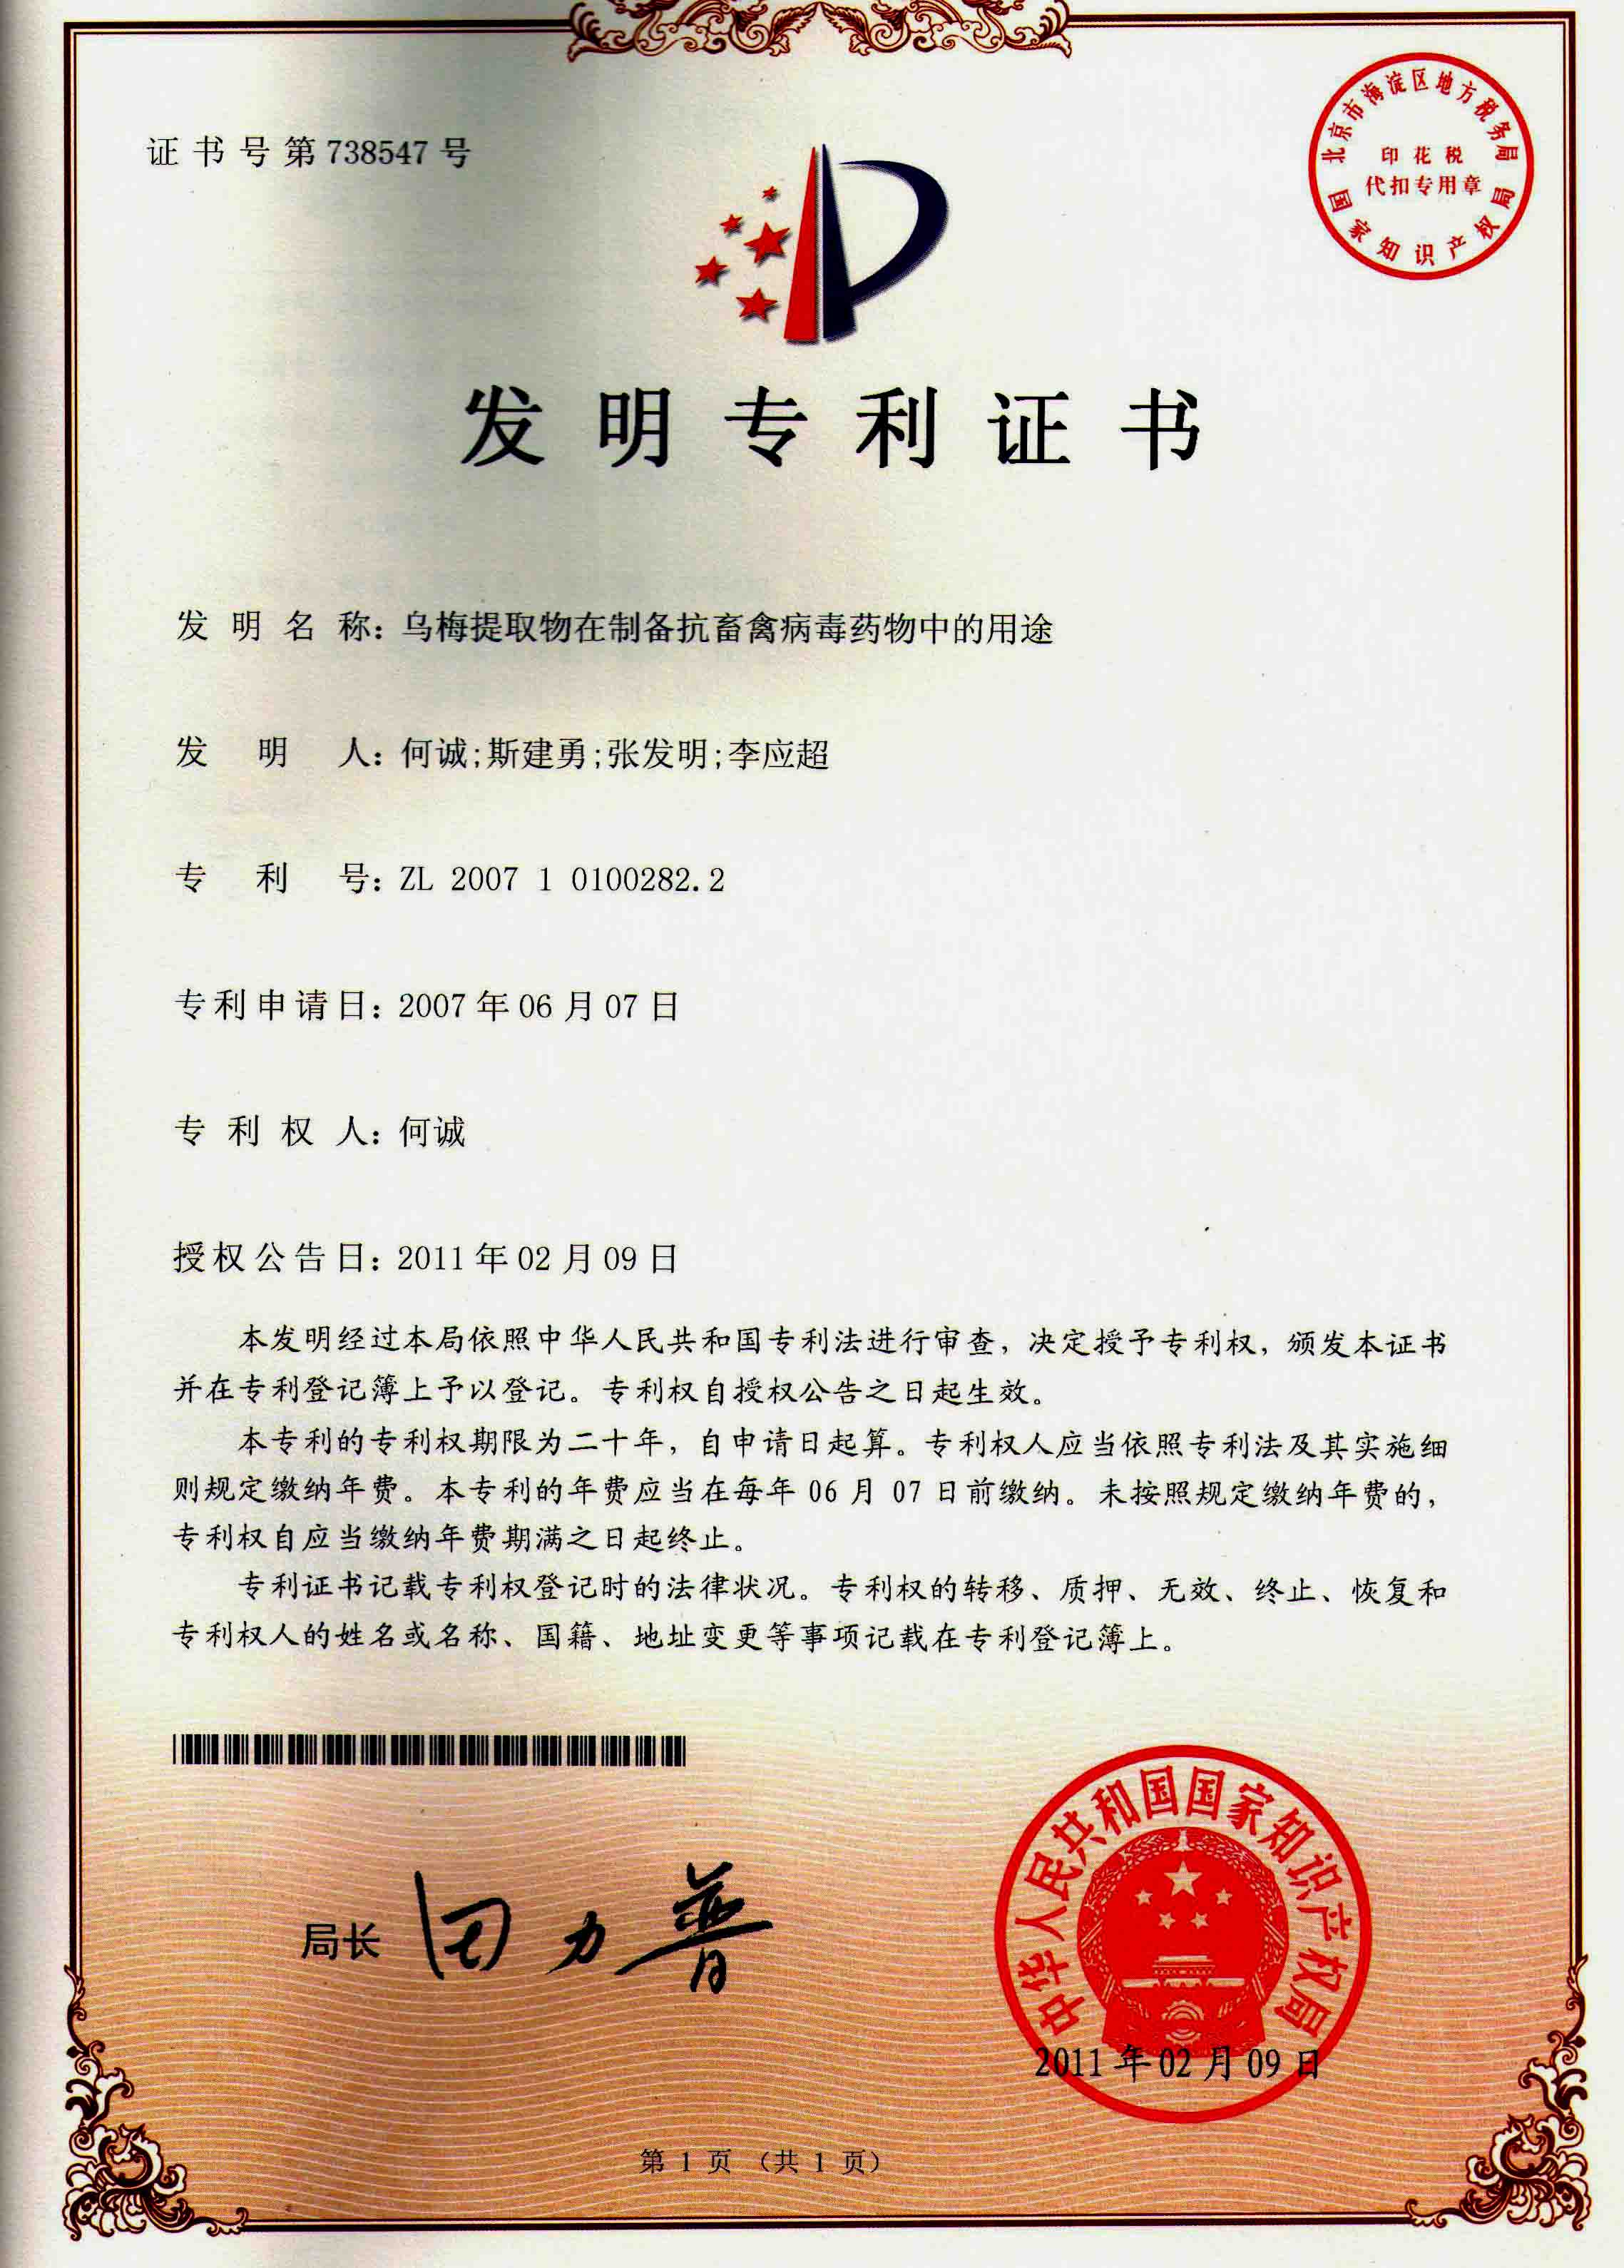 证书号第738547号
北京市海淀区地方税务局
印花税
代扣专用章
国家知识产权局
发明专利证书
发明名称：乌梅提取物在制备抗畜禽病毒药物中的用途
发明人：何诚;斯建勇;张发明;李应超
专利号：ZL 2007 1 0100282.2
专利申请日：2007年06月07日
专利权人：何诚
授权公告日：2011年02月09日
本发明经过本局依照中华人民共和国专利法进行审查，决定授予专利权，颁发本证书
并在专利登记簿上予以登记。专利权自授权公告之日起生效。
本专利的专利权期限为二十年，自申请日起算。专利权人应当依照专利法及其实施细
则规定缴纳年费。本专利的年费应当在每年 06 月 07 日前缴纳。未按照规定缴纳年费的，
专利权自应当缴纳年费期满之日起终止。
专利证书记载专利权登记时的法律状况。专利权的转移、质押、无效、终止、恢复和
专利权人的姓名或名称、国籍、地址变更等事项记载在专利登记簿上。
局长 田力普
中华人民共和国国家知识产权局
2011年02月09日
第 1 页 （共 1 页）